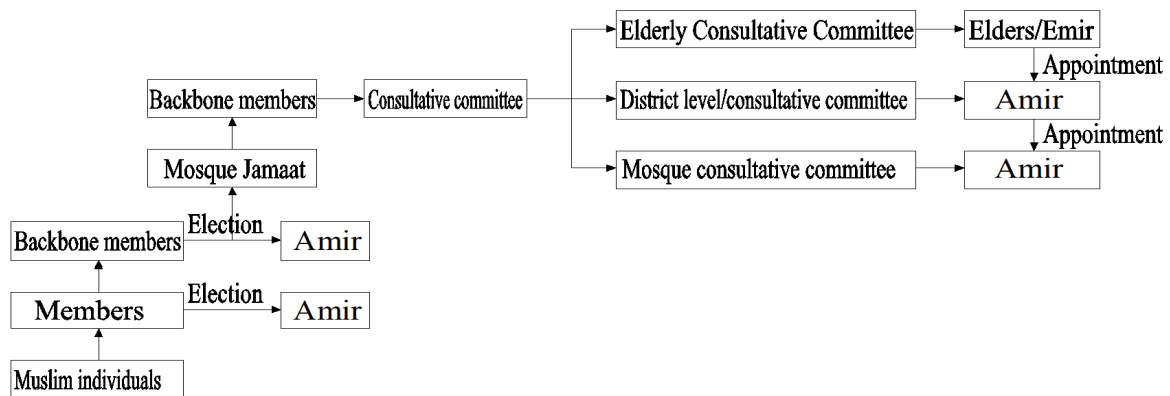 Elderly Consultative Committee
Elders/Emir
Appointment
Backbone members
Consultative committee
District level/consultative committee
Amir
Appointment
Mosque Jamaat
Mosque consultative committee
Amir
Election
Backbone members
Amir
Election
Members
Amir
Muslim individuals